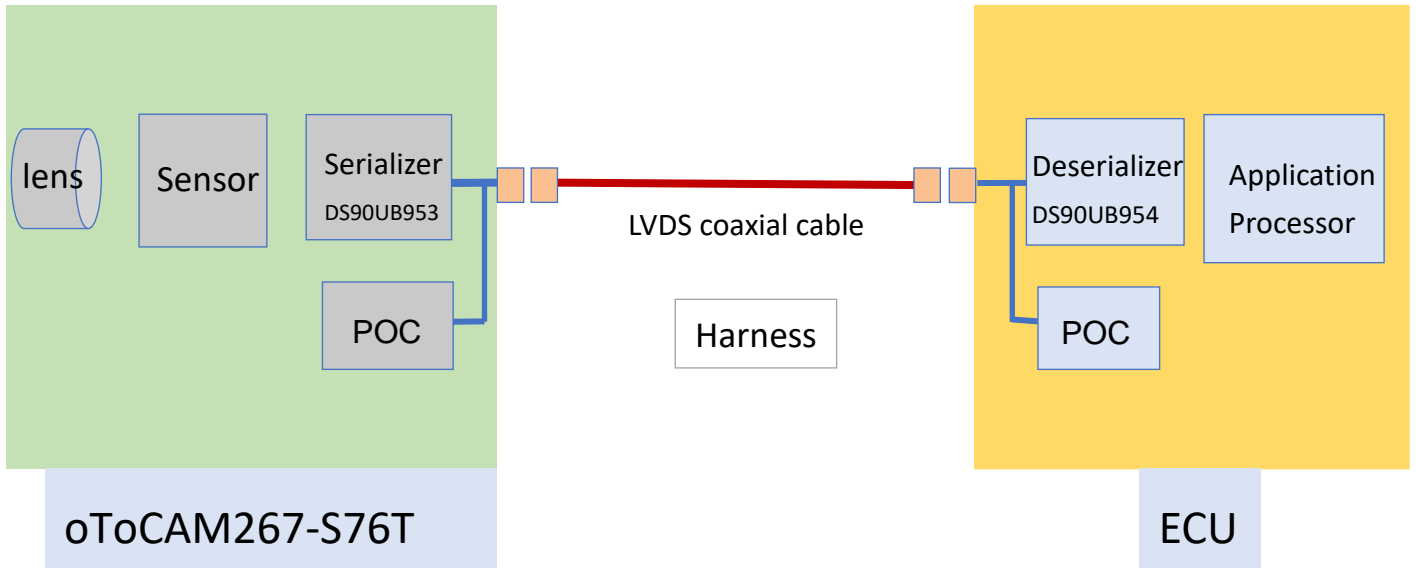 lens
Sensor
Serializer
DS90UB953
POC
LVDS coaxial cable
Harness
Deserializer
DS90UB954
POC
Application
Processor
oToCAM267-S76T
ECU